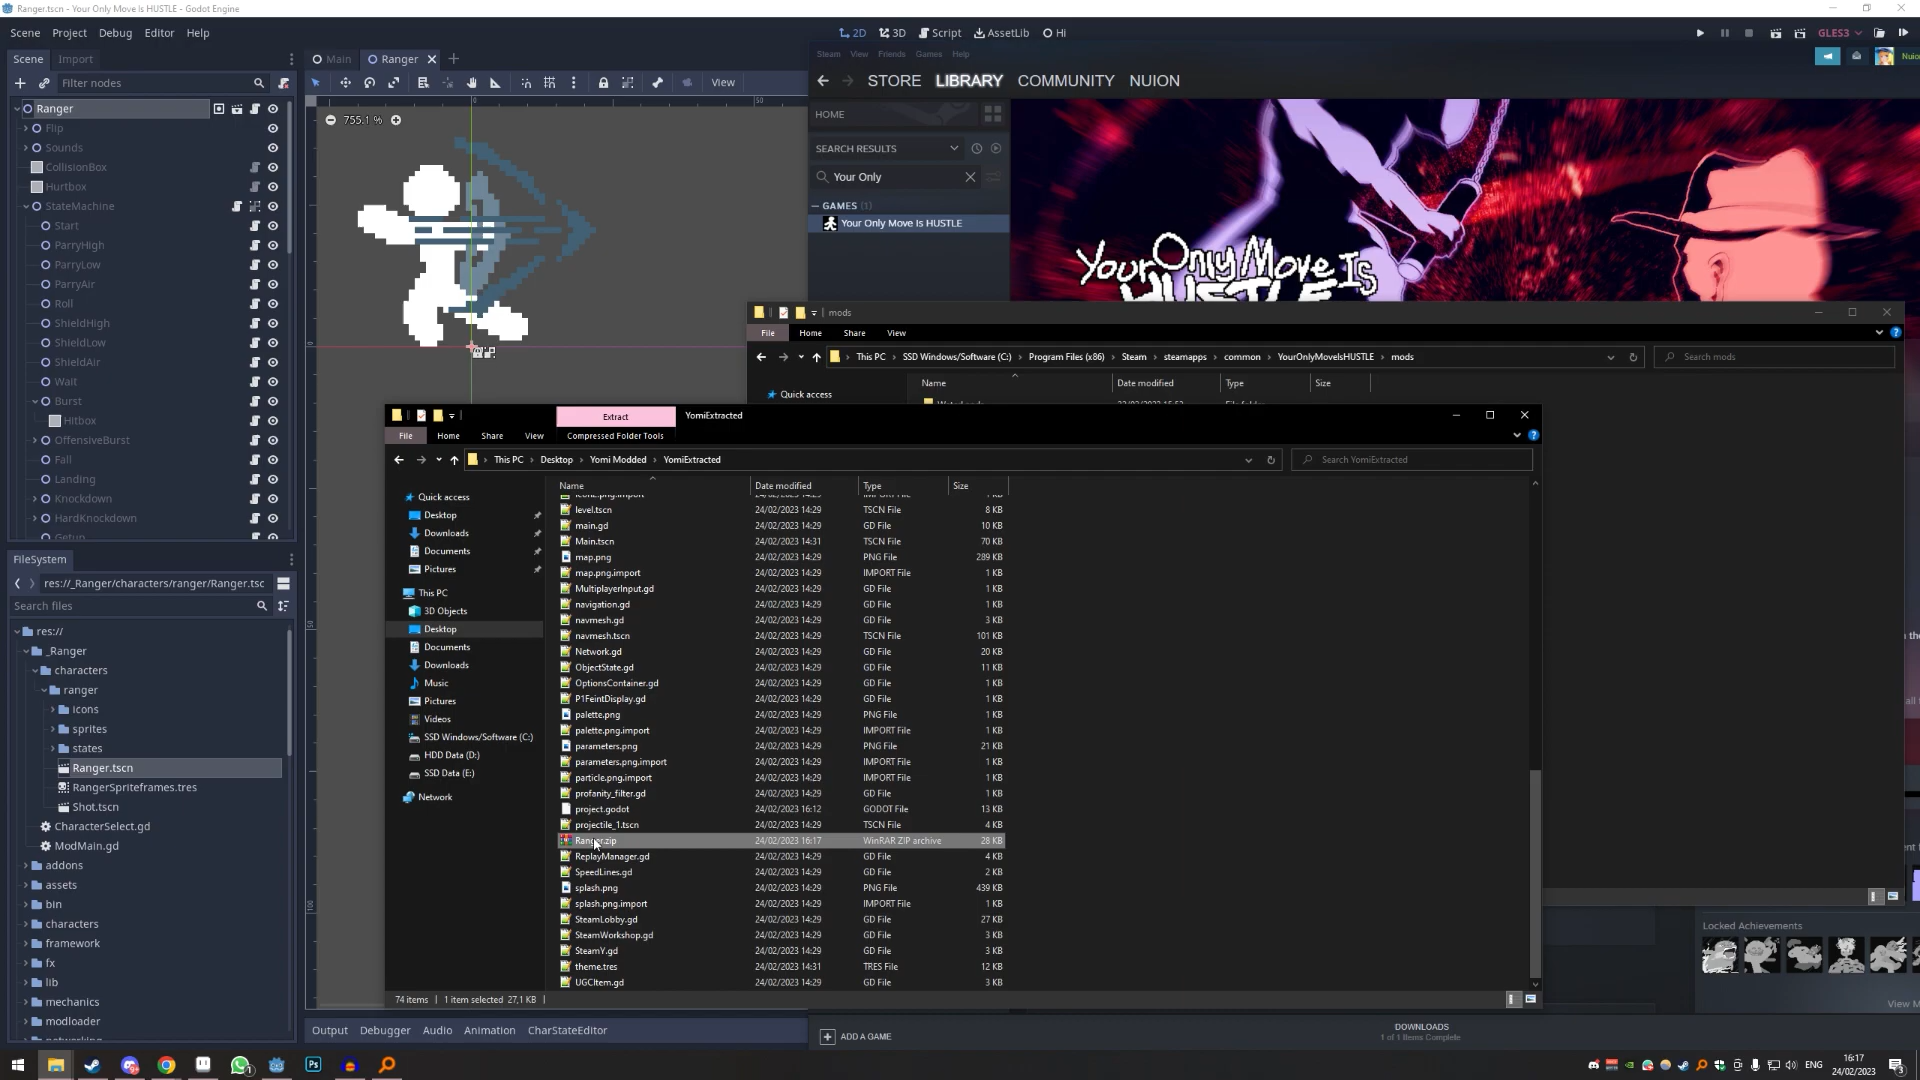 Ranger.tscn - Your Only Move Is HUSTLE - Godot Engine
Scene Project Debug Editor Help
2D 3D Script AssetLib Hi
GLES3
Scene Import
Main Ranger
Filter nodes
View
755.1 %
0
50
Ranger
Flip
Sounds
CollisionBox
Hurtbox
StateMachine
Start
ParryHigh
ParryLow
ParryAir
Roll
ShieldHigh
ShieldLow
ShieldAir
Wait
Burst
Hitbox
OffensiveBurst
Fall
Landing
Knockdown
HardKnockdown
Getup
FileSystem
res://_Ranger/characters/ranger/Ranger.tsc
Search files
res://
_Ranger
characters
ranger
icons
sprites
states
Ranger.tscn
RangerSpriteframes.tres
Shot.tscn
CharacterSelect.gd
ModMain.gd
addons
assets
bin
characters
framework
fx
lib
mechanics
modloader
networking
Output Debugger Audio Animation CharStateEditor
Steam View Friends Games Help
STORE LIBRARY COMMUNITY NUION
HOME
SEARCH RESULTS
Your Only
GAMES (1)
Your Only Move Is HUSTLE
Your Only Move Is
HUSTLE
mods
File Home Share View
This PC SSD Windows/Software (C:) Program Files (x86) Steam steamapps common YourOnlyMoveIsHUSTLE mods
Search mods
Name Date modified Type Size
Quick access
Extract YomiExtracted
File Home Share View Compressed Folder Tools
This PC Desktop Yomi Modded YomiExtracted
Search YomiExtracted
Name Date modified Type Size
Quick access
Desktop
Downloads
Documents
Pictures
This PC
3D Objects
Desktop
Documents
Downloads
Music
Pictures
Videos
SSD Windows/Software (C:)
HDD Data (D:)
SSD Data (E:)
Network
level.tscn 24/02/2023 14:29 TSCN File 8 KB
main.gd 24/02/2023 14:29 GD File 10 KB
Main.tscn 24/02/2023 14:31 TSCN File 70 KB
map.png 24/02/2023 14:29 PNG File 289 KB
map.png.import 24/02/2023 14:29 IMPORT File 1 KB
MultiplayerInput.gd 24/02/2023 14:29 GD File 1 KB
navigation.gd 24/02/2023 14:29 GD File 1 KB
navmesh.gd 24/02/2023 14:29 GD File 3 KB
navmesh.tscn 24/02/2023 14:29 TSCN File 101 KB
Network.gd 24/02/2023 14:29 GD File 20 KB
ObjectState.gd 24/02/2023 14:29 GD File 11 KB
OptionsContainer.gd 24/02/2023 14:29 GD File 1 KB
P1FeintDisplay.gd 24/02/2023 14:29 GD File 1 KB
palette.png 24/02/2023 14:29 PNG File 1 KB
palette.png.import 24/02/2023 14:29 IMPORT File 1 KB
parameters.png 24/02/2023 14:29 PNG File 21 KB
parameters.png.import 24/02/2023 14:29 IMPORT File 1 KB
particle.png.import 24/02/2023 14:29 IMPORT File 1 KB
profanity_filter.gd 24/02/2023 14:29 GD File 1 KB
project.godot 24/02/2023 16:12 GODOT File 13 KB
projectile_1.tscn 24/02/2023 14:29 TSCN File 4 KB
Ranger.zip 24/02/2023 16:17 WinRAR ZIP archive 28 KB
ReplayManager.gd 24/02/2023 14:29 GD File 4 KB
SpeedLines.gd 24/02/2023 14:29 GD File 2 KB
splash.png 24/02/2023 14:29 PNG File 439 KB
splash.png.import 24/02/2023 14:29 IMPORT File 1 KB
SteamLobby.gd 24/02/2023 14:29 GD File 27 KB
SteamWorkshop.gd 24/02/2023 14:29 GD File 3 KB
SteamY.gd 24/02/2023 14:29 GD File 3 KB
theme.tres 24/02/2023 14:31 TRES File 12 KB
UGCItem.gd 24/02/2023 14:29 GD File 3 KB
74 items 1 item selected 27,1 KB
Locked Achievements
View M
ADD A GAME
DOWNLOADS
1 of 1 Items Complete
ENG
16:17
24/02/2023